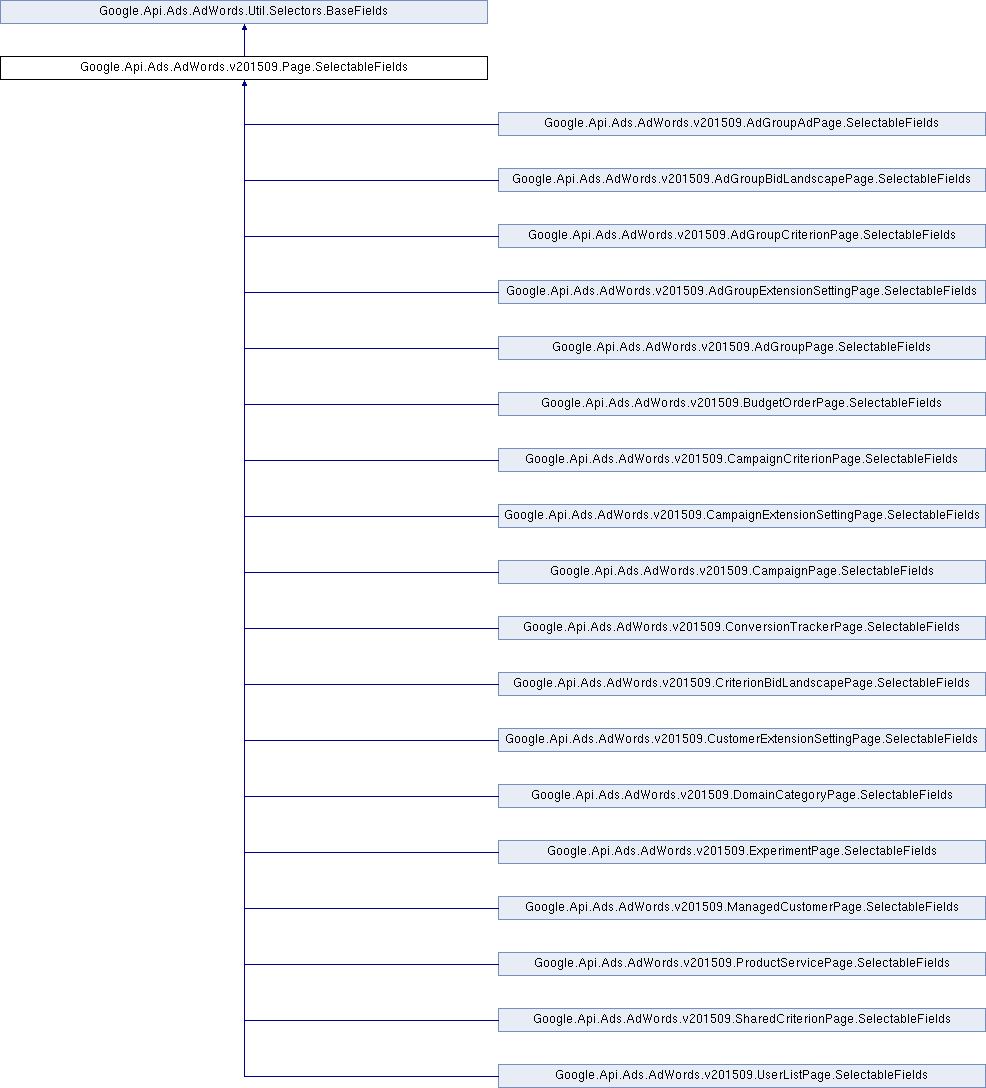 Google.Api.Ads.AdWords.Util.Selectors.BaseFields
Google.Api.Ads.AdWords.v201509.Page.SelectableFields
Google.Api.Ads.AdWords.v201509.AdGroupAdPage.SelectableFields
Google.Api.Ads.AdWords.v201509.AdGroupBidLandscapePage.SelectableFields
Google.Api.Ads.AdWords.v201509.AdGroupCriterionPage.SelectableFields
Google.Api.Ads.AdWords.v201509.AdGroupExtensionSettingPage.SelectableFields
Google.Api.Ads.AdWords.v201509.AdGroupPage.SelectableFields
Google.Api.Ads.AdWords.v201509.BudgetOrderPage.SelectableFields
Google.Api.Ads.AdWords.v201509.CampaignCriterionPage.SelectableFields
Google.Api.Ads.AdWords.v201509.CampaignExtensionSettingPage.SelectableFields
Google.Api.Ads.AdWords.v201509.CampaignPage.SelectableFields
Google.Api.Ads.AdWords.v201509.ConversionTrackerPage.SelectableFields
Google.Api.Ads.AdWords.v201509.CriterionBidLandscapePage.SelectableFields
Google.Api.Ads.AdWords.v201509.CustomerExtensionSettingPage.SelectableFields
Google.Api.Ads.AdWords.v201509.DomainCategoryPage.SelectableFields
Google.Api.Ads.AdWords.v201509.ExperimentPage.SelectableFields
Google.Api.Ads.AdWords.v201509.ManagedCustomerPage.SelectableFields
Google.Api.Ads.AdWords.v201509.ProductServicePage.SelectableFields
Google.Api.Ads.AdWords.v201509.SharedCriterionPage.SelectableFields
Google.Api.Ads.AdWords.v201509.UserListPage.SelectableFields